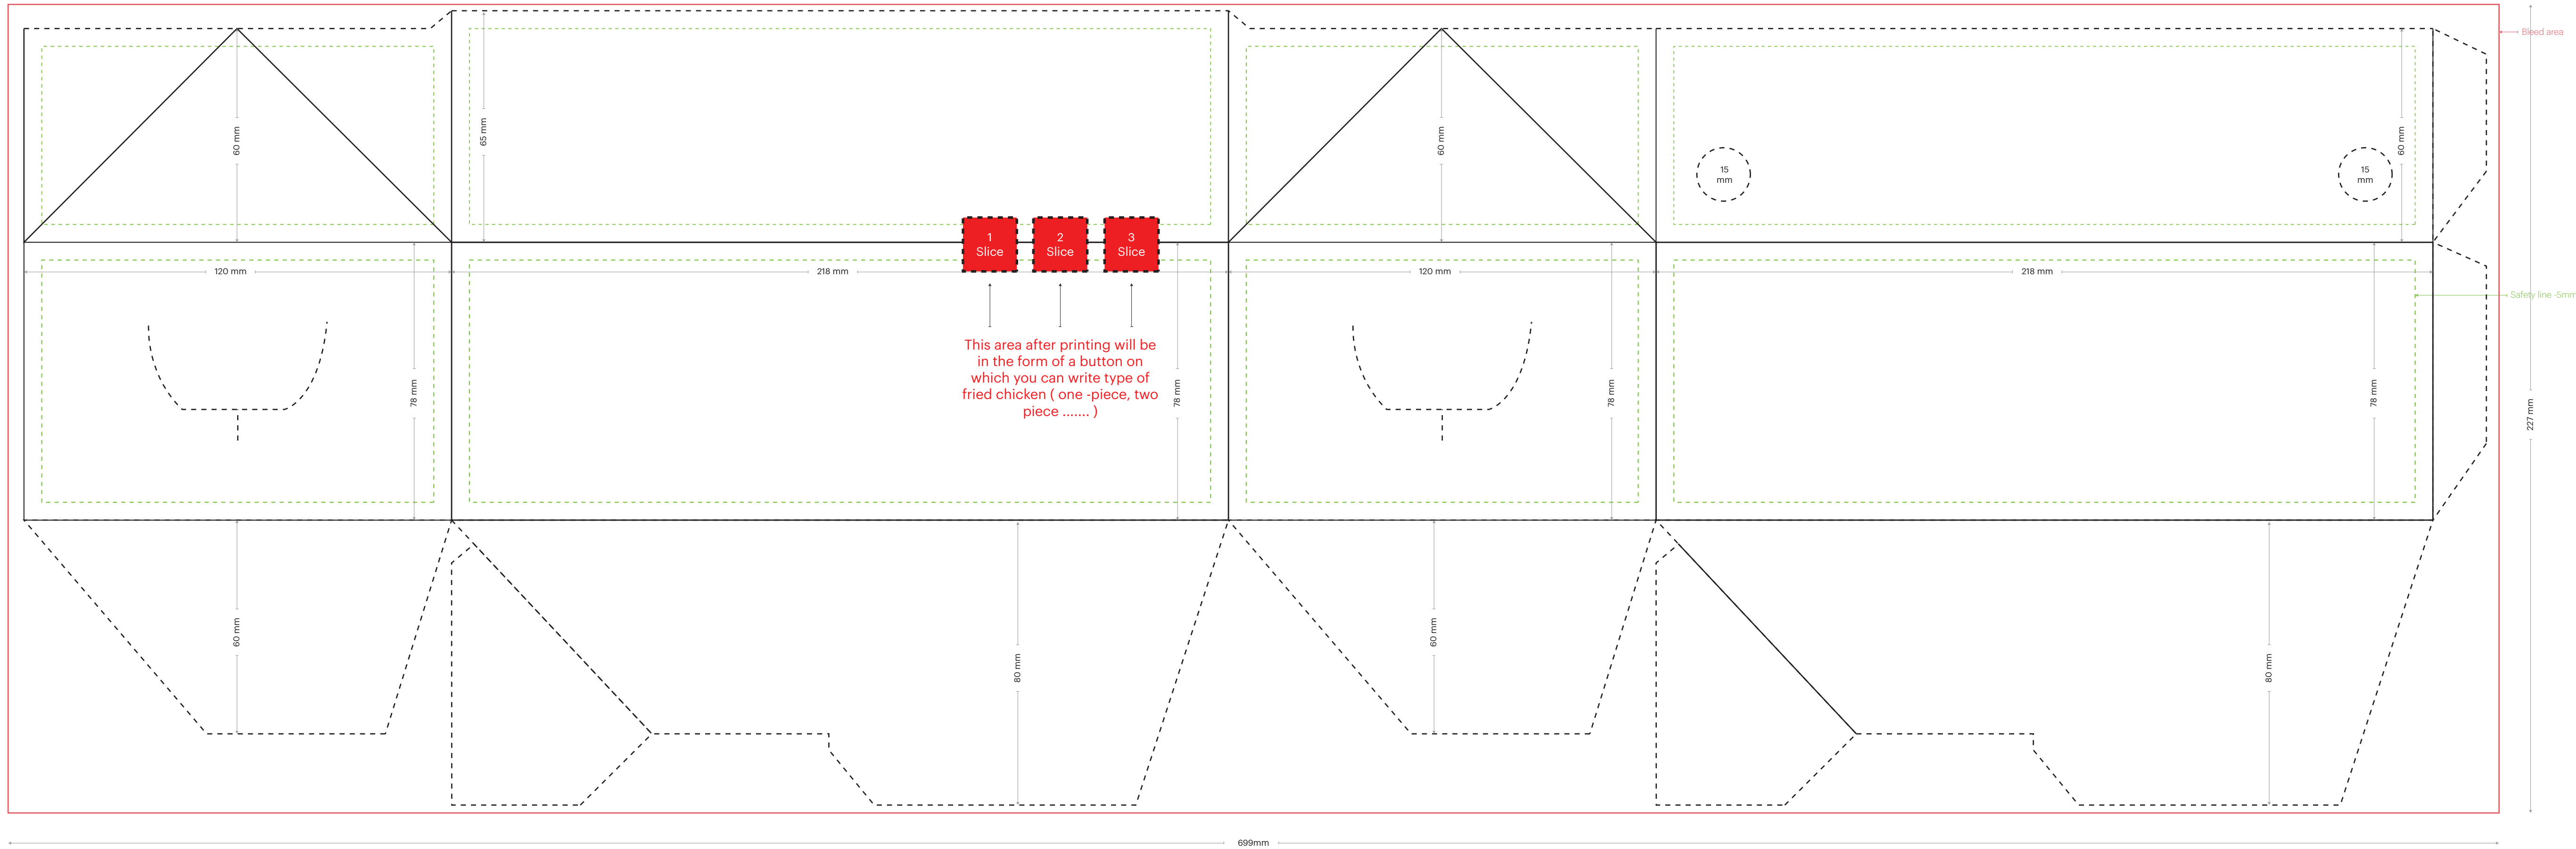 Bleed area
60 mm
65 mm
60 mm
60 mm
15
mm
15
mm
1
Slice
2
Slice
3
Slice
120 mm
218 mm
120 mm
218 mm
Safety line -5mm
This area after printing will be
in the form of a button on
which you can write type of
fried chicken ( one -piece, two
piece ....... )
78 mm
78 mm
78 mm
78 mm
227 mm
60 mm
80 mm
60 mm
80 mm
699mm